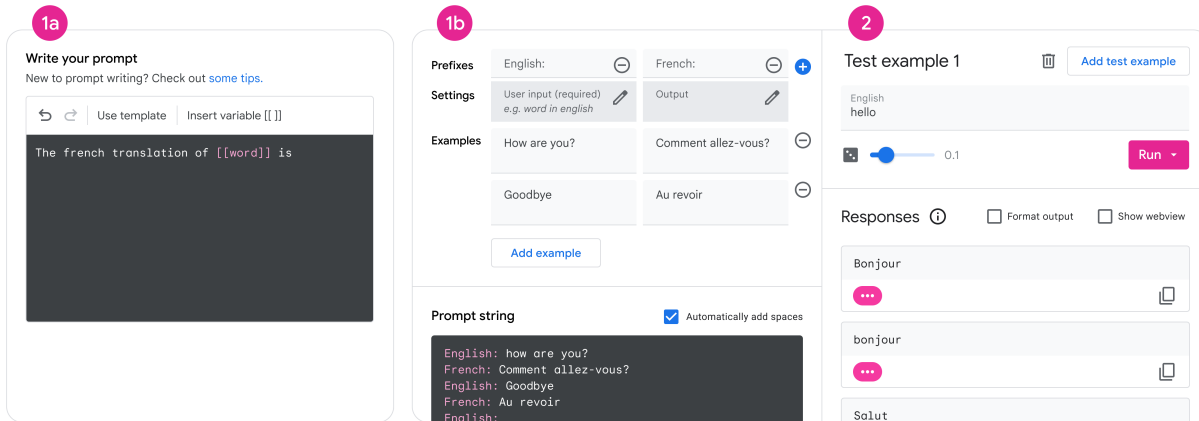 1a
Write your prompt
New to prompt writing? Check out some tips.
Use template
Insert variable [[ ]]
The french translation of [[word]] is
1b
Prefixes
English:
French:
Settings
User input (required)
e.g. word in english
Output
Examples
How are you?
Comment allez-vous?
Goodbye
Au revoir
Add example
Prompt string
Automatically add spaces
English: how are you?
French: Comment allez-vous?
English: Goodbye
French: Au revoir
English:
2
Test example 1
Add test example
English
hello
0.1
Run
Responses
Format output
Show webview
Bonjour
bonjour
Salut